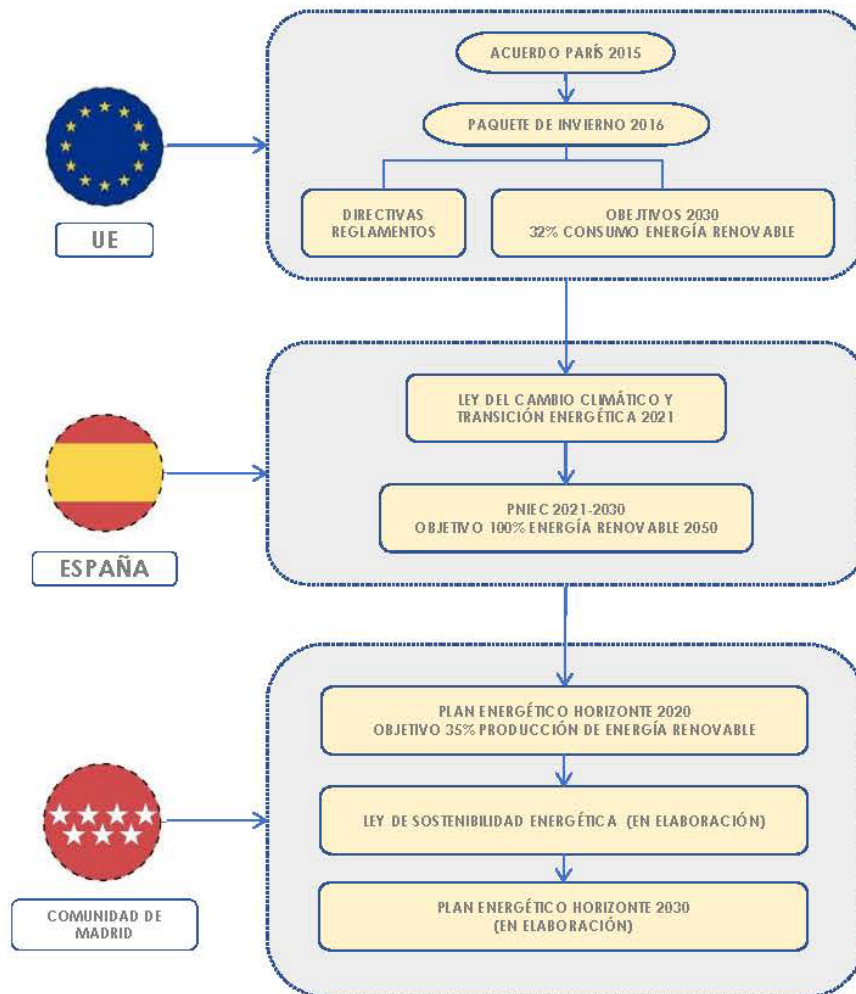 ACUERDO PARÍS 2015
PAQUETE DE INVIERNO 2016
DIRECTIVAS
REGLAMENTOS
OBEJTIVOS 2030
32% CONSUMO ENERGÍA RENOVABLE
UE
LEY DEL CAMBIO CLIMÁTICO Y
TRANSICIÓN ENERGÉTICA 2021
PNIEC 2021-2030
OBJETIVO 100% ENERGÍA RENOVABLE 2050
ESPAÑA
PLAN ENERGÉTICO HORIZONTE 2020
OBJETIVO 35% PRODUCCIÓN DE ENERGÍA RENOVABLE
LEY DE SOSTENIBILIDAD ENERGÉTICA (EN ELABORACIÓN)
PLAN ENERGÉTICO HORIZONTE 2030
(EN ELABORACIÓN)
COMUNIDAD DE
MADRID